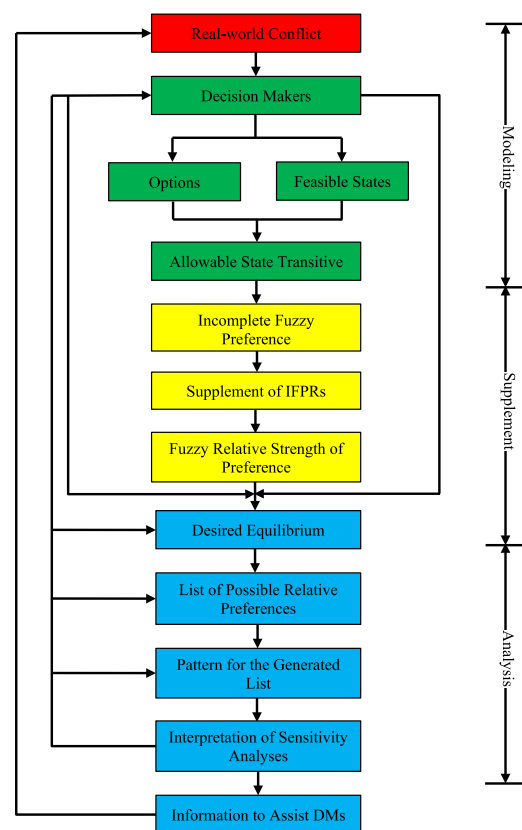 Real-world Conflict
Decision Makers
Options
Feasible States
Allowable State Transitive
Incomplete Fuzzy
Preference
Supplement of IFPRs
Fuzzy Relative Strength of
Preference
Desired Equilibrium
List of Possible Relative
Preferences
Pattern for the Generated
List
Interpretation of Sensitivity
Analyses
Information to Assist DMs
Modeling
Supplement
Analysis